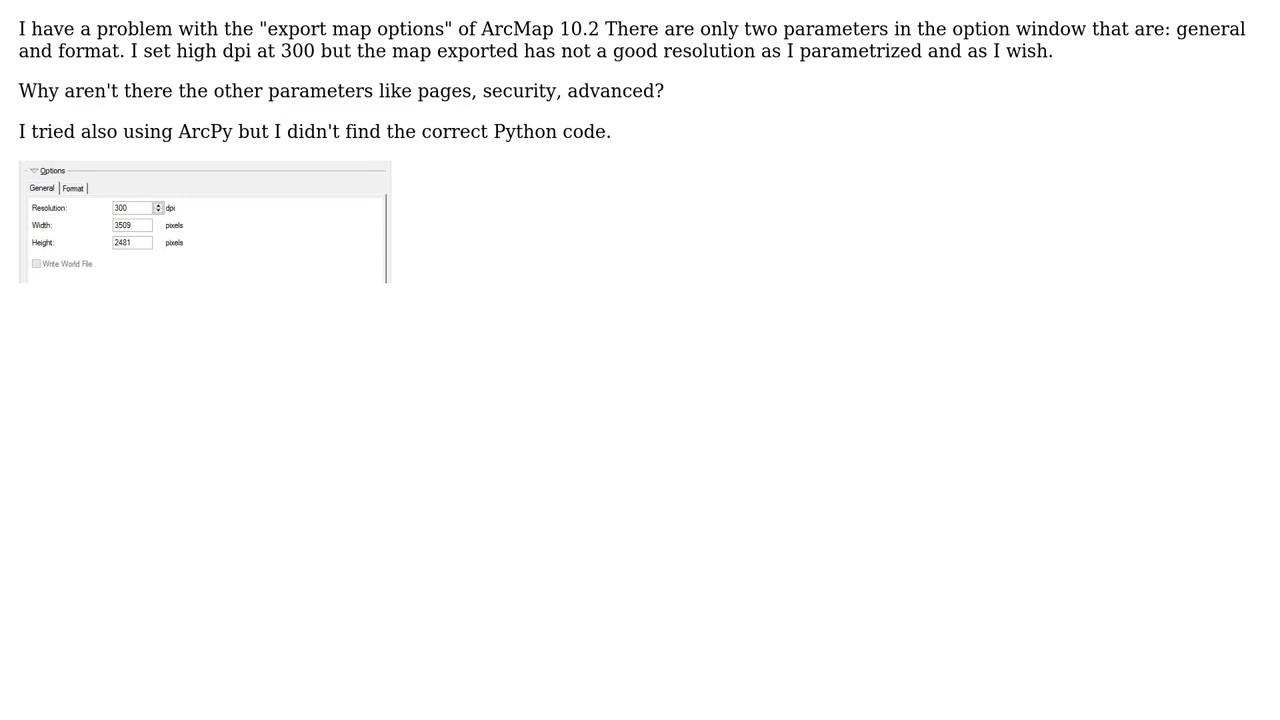 I have a problem with the "export map options" of ArcMap 10.2 There are only two parameters in the option window that are: general
and format. I set high dpi at 300 but the map exported has not a good resolution as I parametrized and as I wish.
Why aren't there the other parameters like pages, security, advanced?
I tried also using ArcPy but I didn't find the correct Python code.
Options
General Format
Resolution: 300 dpi
Width: 3509 pixels
Height: 2481 pixels
Write World File